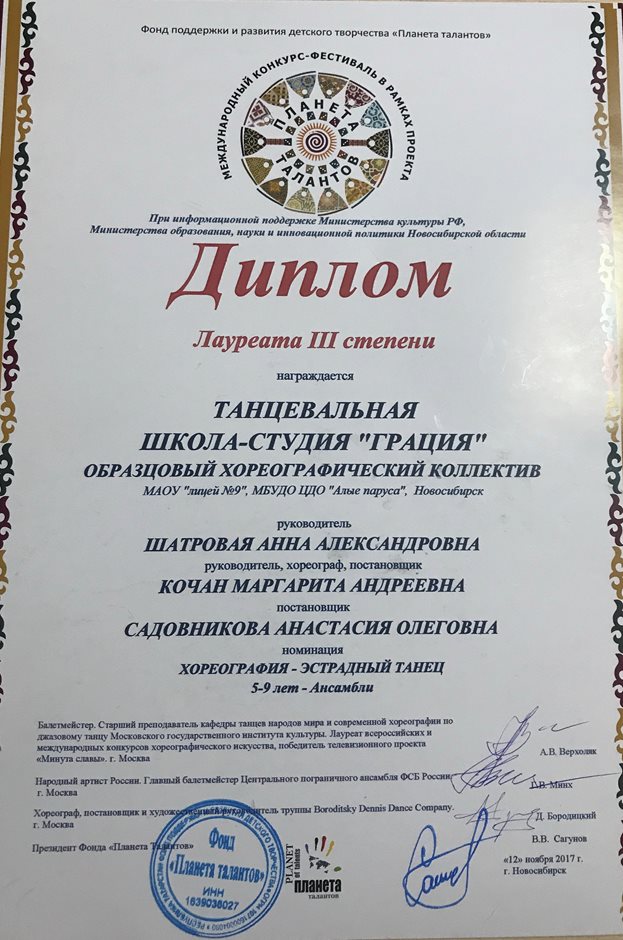 Фонд поддержки и развития детского творчества «Планета талантов»
МЕЖДУНАРОДНЫЙ КОНКУРС-ФЕСТИВАЛЬ В РАМКАХ ПРОЕКТА
ПЛАНЕТА
ТАЛАНТОВ
При информационной поддержке Министерства культуры РФ,
Министерства образования, науки и инновационной политики Новосибирской области
Диплом
Лауреата III степени
награждается
ТАНЦЕВАЛЬНАЯ
ШКОЛА-СТУДИЯ "ГРАЦИЯ"
ОБРАЗЦОВЫЙ ХОРЕОГРАФИЧЕСКИЙ КОЛЛЕКТИВ
МАОУ "лицей №9", МБУДО ЦДО "Алые паруса", Новосибирск
руководитель
ШАТРОВАЯ АННА АЛЕКСАНДРОВНА
руководитель, хореограф, постановщик
КОЧАН МАРГАРИТА АНДРЕЕВНА
постановщик
САДОВНИКОВА АНАСТАСИЯ ОЛЕГОВНА
номинация
ХОРЕОГРАФИЯ - ЭСТРАДНЫЙ ТАНЕЦ
5-9 лет - Ансамбли
Балетмейстер. Старший преподаватель кафедры танцев народов мира и современной хореографии по
джазовому танцу Московского государственного института культуры. Лауреат всероссийских и
международных конкурсов хореографического искусства, победитель телевизионного проекта
«Минута славы». г. Москва
А.В. Верхоляк
Народный артист России. Главный балетмейстер Центрального пограничного ансамбля ФСБ России.
г. Москва
Минх
Хореограф, постановщик и художественный руководитель труппы Boroditsky Dennis Dance Company.
г. Москва
Д. Бородицкий
Президент Фонда «Планета Талантов»
В.В. Сагунов
Фонд
«Планета талантов»
ИНН
1639038027
PLANET
of talents
планета
талантов
«12» ноября 2017 г.
г. Новосибирск